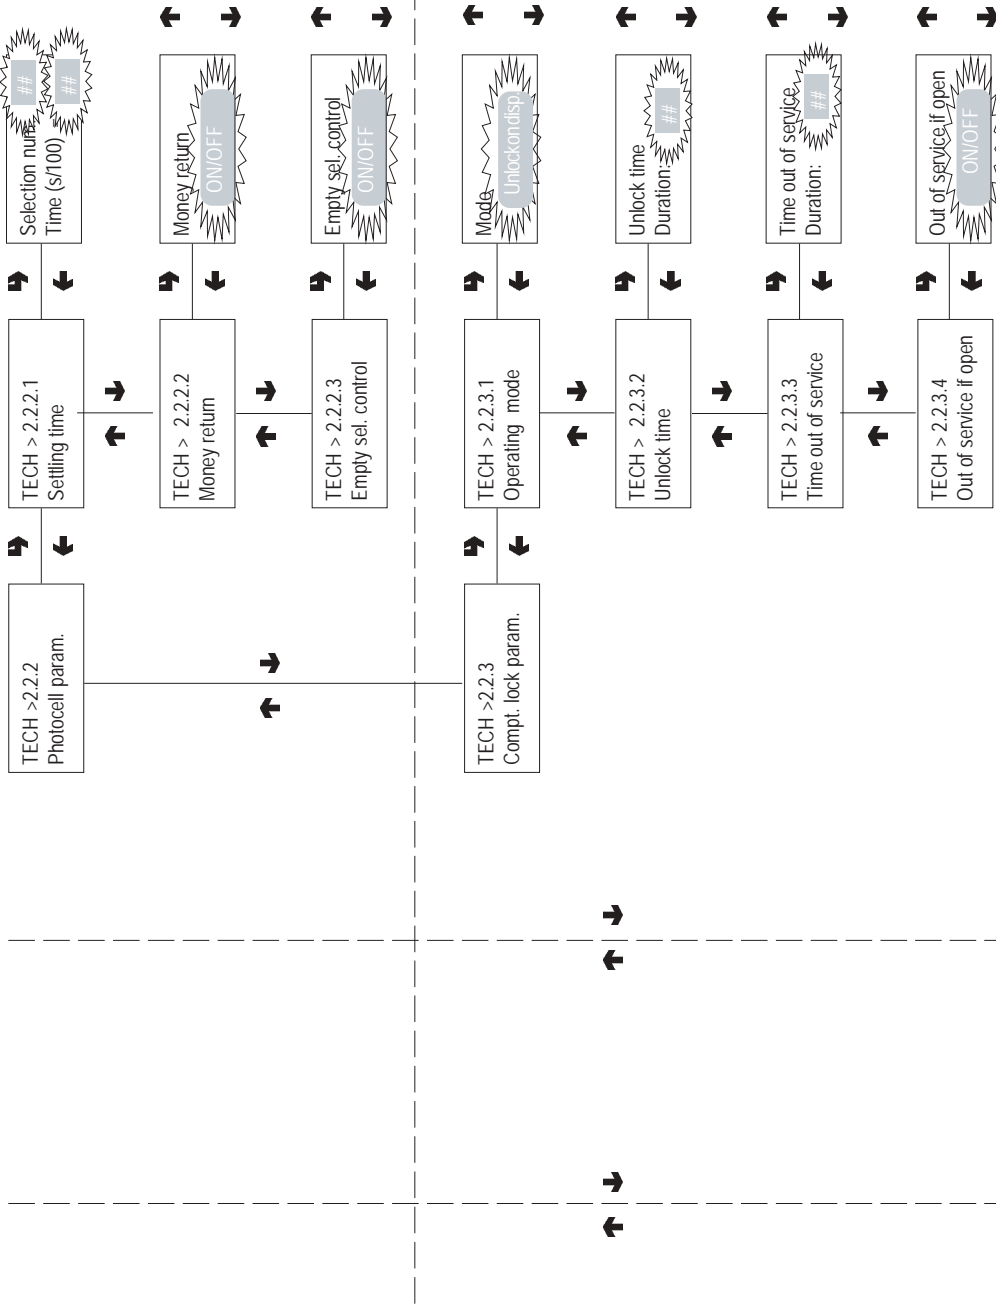 TECH >2.2.2
Photocell param.
TECH > 2.2.2.1
Settling time
Selection num.
##
Time (s/100)
##
TECH > 2.2.2.2
Money return
Money return
ON/OFF
TECH > 2.2.2.3
Empty sel. control
Empty sel. control
ON/OFF
TECH >2.2.3
Compt. lock param.
TECH > 2.2.3.1
Operating mode
Mode
Unlockondisp
TECH > 2.2.3.2
Unlock time
Unlock time
Duration:
##
TECH > 2.2.3.3
Time out of service
Time out of service
Duration:
##
TECH > 2.2.3.4
Out of service if open
Out of service if open
ON/OFF